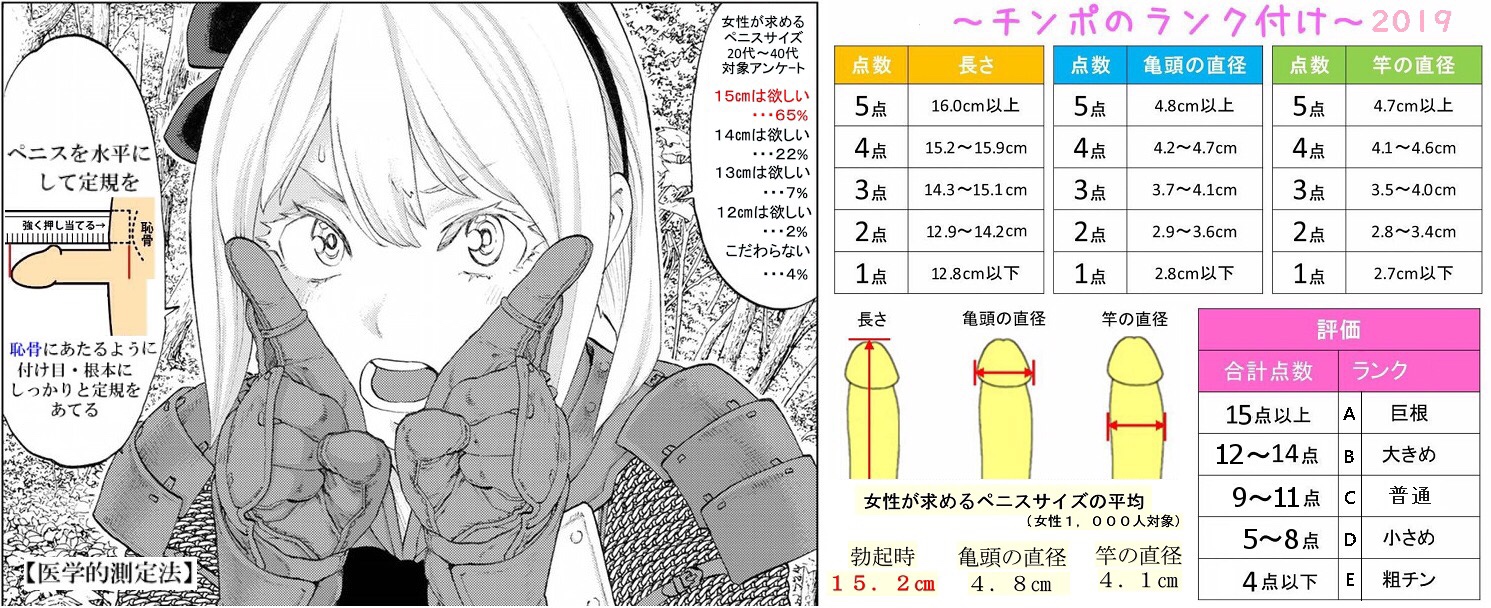 ペニスを水平に
して定規を
強く押し当てる→
恥骨
恥骨にあたるように
付け目・根本に
しっかりと定規を
あてる
【医学的測定法】
女性が求める
ペニスサイズ
20代～40代
対象アンケート
15㎝は欲しい
・・・65%
14㎝は欲しい
・・・22%
13㎝は欲しい
・・・7%
12㎝は欲しい
・・・2%
こだわらない
・・・4%
～チンポのランク付け～2019
点数 長さ
5点 16.0cm以上
4点 15.2～15.9cm
3点 14.3～15.1cm
2点 12.9～14.2cm
1点 12.8cm以下
点数 亀頭の直径
5点 4.8cm以上
4点 4.2～4.7cm
3点 3.7～4.1cm
2点 2.9～3.6cm
1点 2.8cm以下
点数 竿の直径
5点 4.7cm以上
4点 4.1～4.6cm
3点 3.5～4.0cm
2点 2.8～3.4cm
1点 2.7cm以下
長さ 亀頭の直径 竿の直径
女性が求めるペニスサイズの平均
（女性１，０００人対象）
勃起時 亀頭の直径 竿の直径
１５．２㎝ ４．８㎝ ４．１㎝
評価
合計点数 ランク
15点以上 A 巨根
12～14点 B 大きめ
9～11点 C 普通
5～8点 D 小さめ
4点以下 E 粗チン